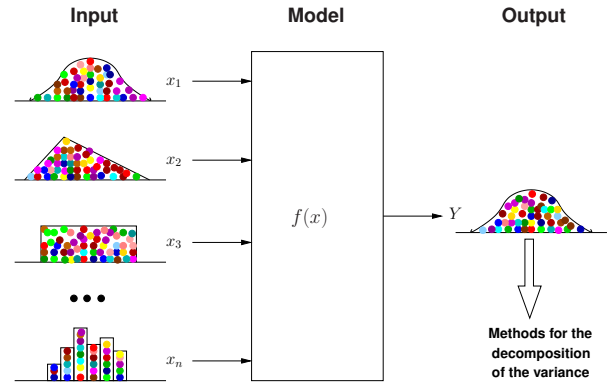 Input
Model
Output
x1
x2
x3
xn
f(x)
Y
Methods for the
decomposition
of the variance